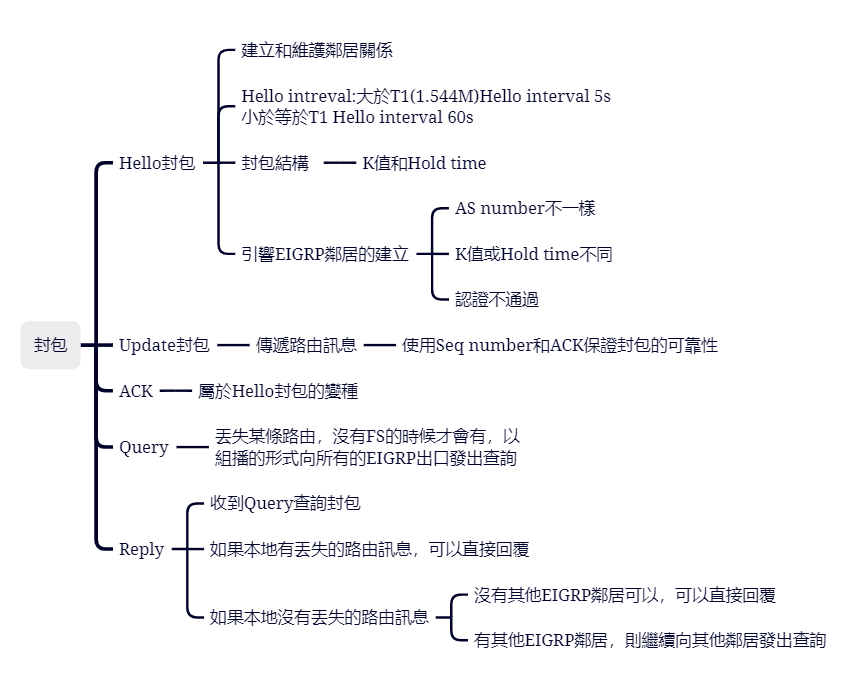 封包
Hello封包
建立和維護鄰居關係
Hello intreval:大於T1(1.544M)Hello interval 5s
小於等於T1 Hello interval 60s
封包結構
K值和Hold time
引響EIGRP鄰居的建立
AS number不一樣
K值或Hold time不同
認證不通過
Update封包
傳遞路由訊息
使用Seq number和ACK保證封包的可靠性
ACK
屬於Hello封包的變種
Query
丟失某條路由，沒有FS的時候才會有，以
組播的形式向所有的EIGRP出口發出查詢
Reply
收到Query查詢封包
如果本地有丟失的路由訊息，可以直接回覆
如果本地沒有丟失的路由訊息
沒有其他EIGRP鄰居可以，可以直接回覆
有其他EIGRP鄰居，則繼續向其他鄰居發出查詢